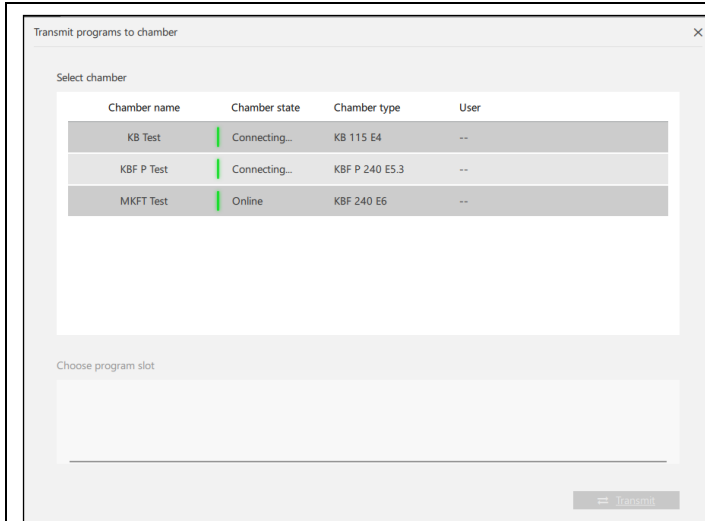 Transmit programs to chamber
Select chamber
Chamber name Chamber state Chamber type User
KB Test Connecting... KB 115 E4 --
KBF P Test Connecting... KBF P 240 E5.3 --
MKFT Test Online KBF 240 E6 --
Choose program slot
Transmit